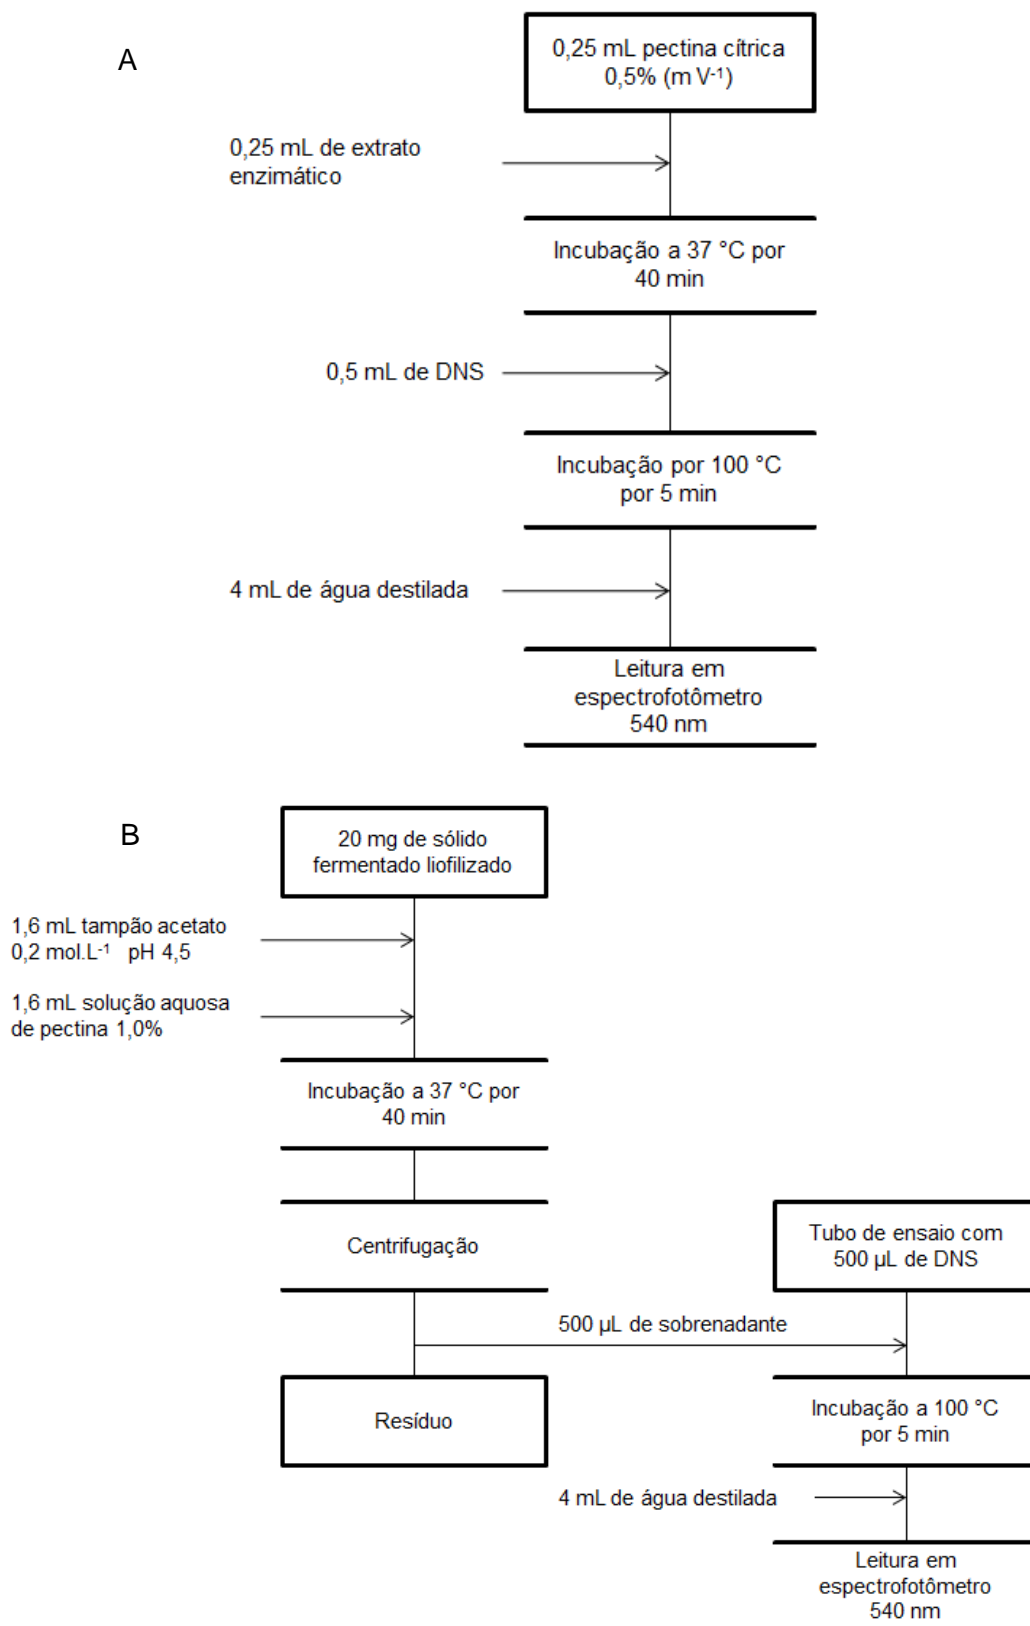 A
0,25 mL pectina cítrica
0,5% (m V⁻¹)
0,25 mL de extrato
enzimático
Incubação a 37 °C por
40 min
0,5 mL de DNS
Incubação por 100 °C
por 5 min
4 mL de água destilada
Leitura em
espectrofotômetro
540 nm
B
20 mg de sólido
fermentado liofilizado
1,6 mL tampão acetato
0,2 mol.L⁻¹ pH 4,5
1,6 mL solução aquosa
de pectina 1,0%
Incubação a 37 °C por
40 min
Centrifugação
Tubo de ensaio com
500 µL de DNS
500 µL de sobrenadante
Resíduo
Incubação a 100 °C
por 5 min
4 mL de água destilada
Leitura em
espectrofotômetro
540 nm